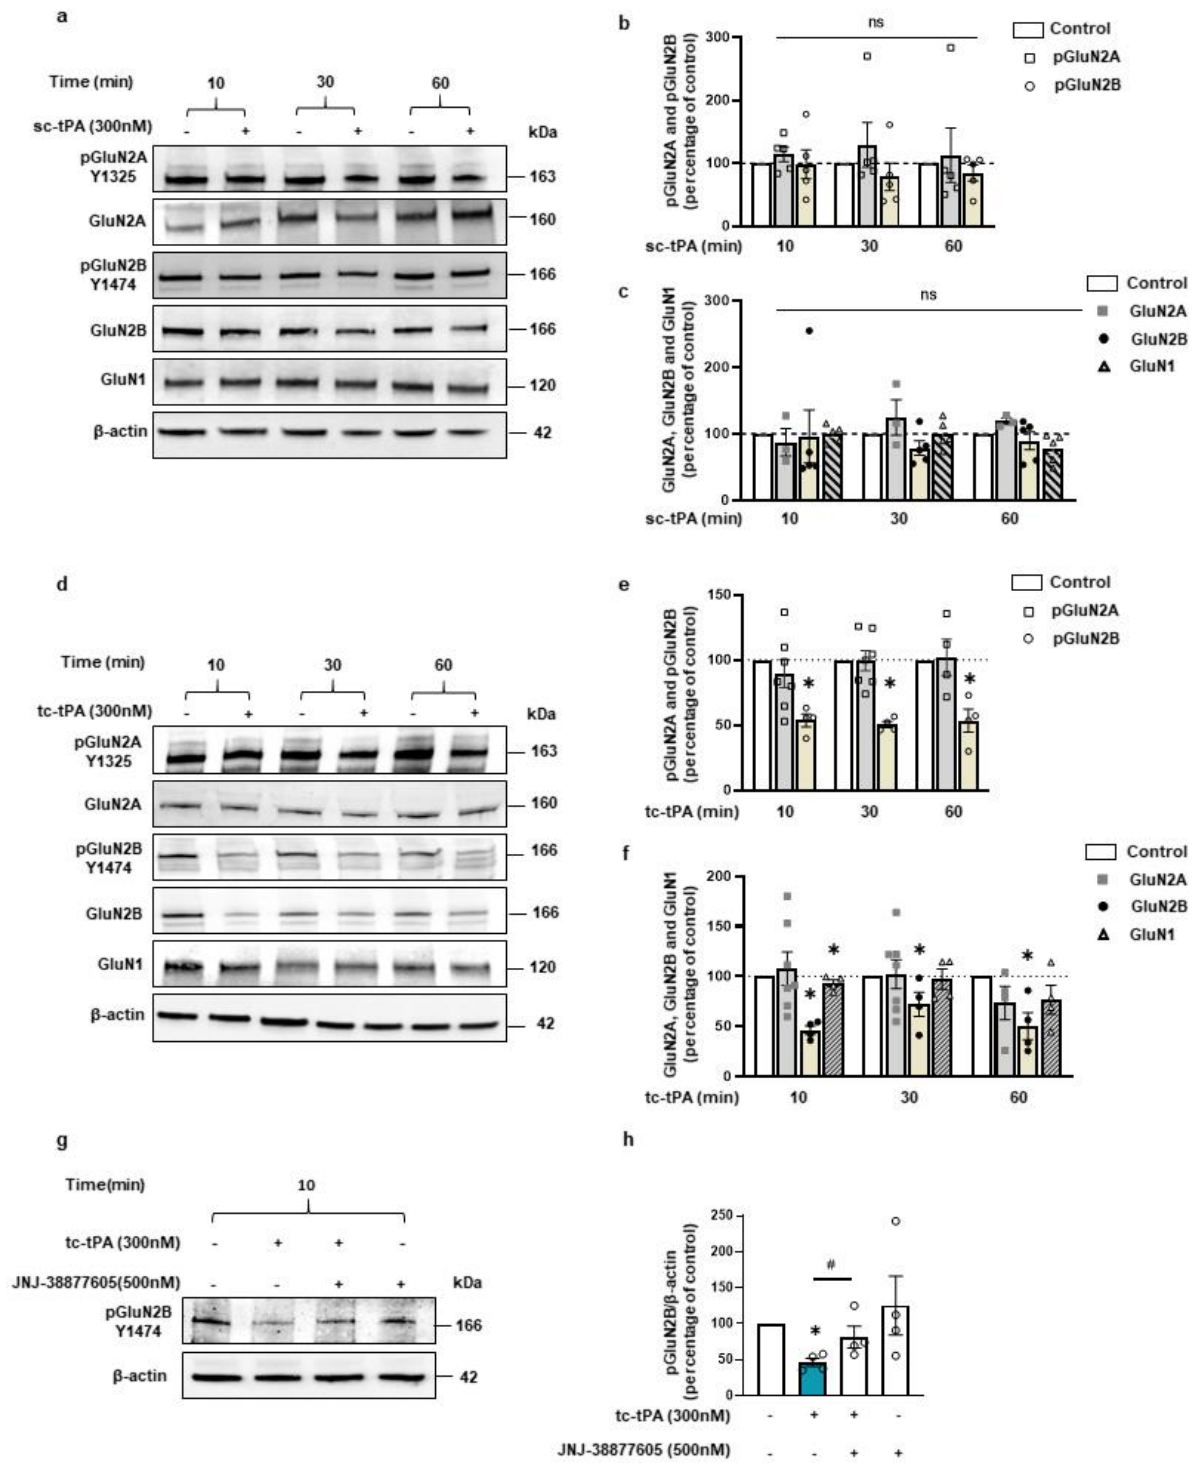 a
Time (min) 10 30 60
sc-tPA (300nM) - + - + - + kDa
pGluN2A
Y1325 163
GluN2A 160
pGluN2B
Y1474 166
GluN2B 166
GluN1 120
β-actin 42
b
pGluN2A and pGluN2B
(percentage of control)
300
200
100
0
ns
Control
pGluN2A
pGluN2B
sc-tPA (min) 10 30 60
c
GluN2A, GluN2B and GluN1
(percentage of control)
300
200
100
0
ns
Control
GluN2A
GluN2B
GluN1
sc-tPA (min) 10 30 60
d
Time (min) 10 30 60
tc-tPA (300nM) - + - + - + kDa
pGluN2A
Y1325 163
GluN2A 160
pGluN2B
Y1474 166
GluN2B 166
GluN1 120
β-actin 42
e
pGluN2A and pGluN2B
(percentage of control)
150
100
50
0
* * *
Control
pGluN2A
pGluN2B
tc-tPA (min) 10 30 60
f
GluN2A, GluN2B and GluN1
(percentage of control)
200
150
100
50
0
* * * *
Control
GluN2A
GluN2B
GluN1
tc-tPA (min) 10 30 60
g
Time(min) 10
tc-tPA (300nM) - + + -
JNJ-38877605(500nM) - - + + kDa
pGluN2B
Y1474 166
β-actin 42
h
pGluN2B/β-actin
(percentage of control)
250
200
150
100
50
0
#
*
tc-tPA (300nM) - + + -
JNJ-38877605 (500nM) - - + +